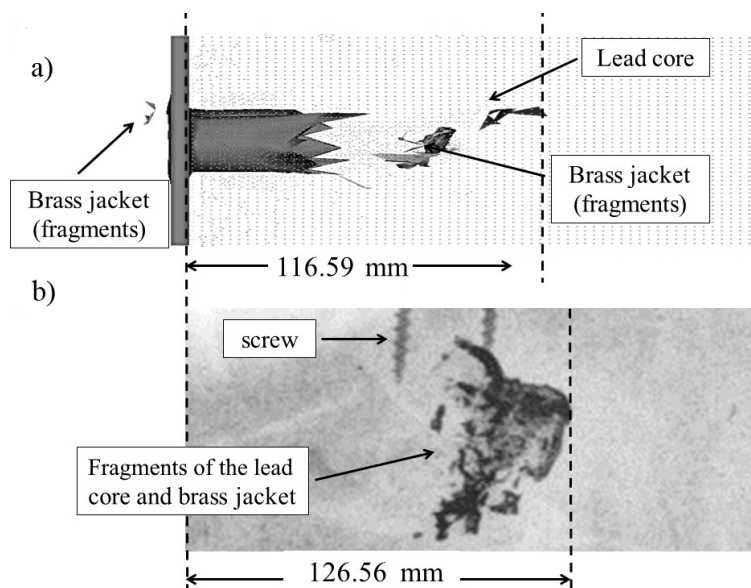 a)
Lead core
Brass jacket
(fragments)
Brass jacket
(fragments)
116.59 mm
b)
screw
Fragments of the lead
core and brass jacket
126.56 mm